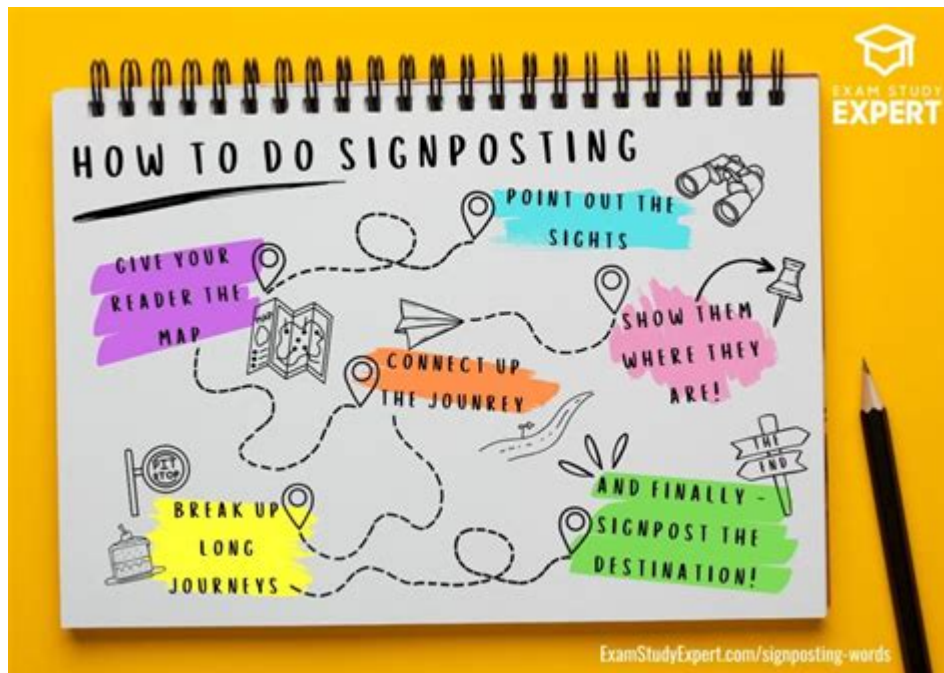 EXAM STUDY
EXPERT
HOW TO DO SIGNPOSTING
POINT OUT THE
SIGHTS
GIVE YOUR
READER THE
MAP
MAP
SHOW THEM
WHERE THEY
ARE!
CONNECT UP
THE JOUNREY
THE
END
PIT
STOP
BREAK UP
LONG
JOURNEYS
AND FINALLY -
SIGNPOST THE
DESTINATION!
ExamStudyExpert.com/signposting-words